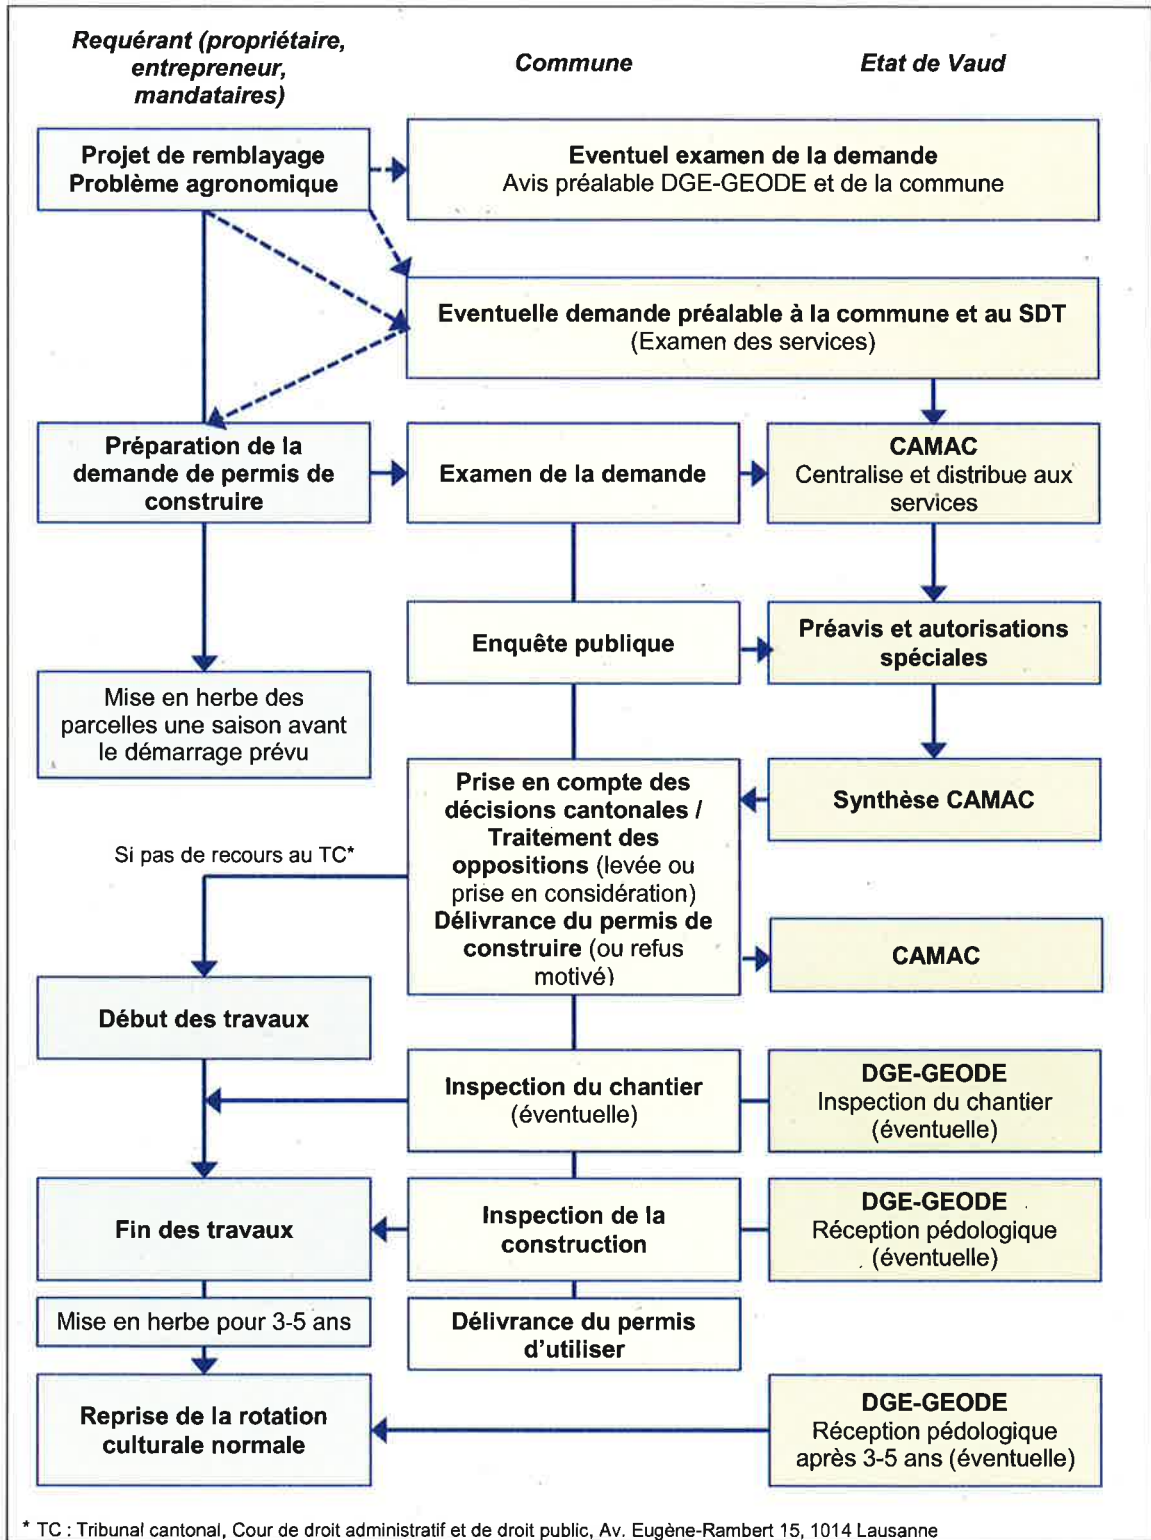 Requérant (propriétaire,
entrepreneur,
mandataires)
Commune
Etat de Vaud
Projet de remblayage
Problème agronomique
Eventuel examen de la demande
Avis préalable DGE-GEODE et de la commune
Eventuelle demande préalable à la commune et au SDT
(Examen des services)
Préparation de la
demande de permis de
construire
Examen de la demande
CAMAC
Centralise et distribue aux
services
Enquête publique
Préavis et autorisations
spéciales
Mise en herbe des
parcelles une saison avant
le démarrage prévu
Prise en compte des
décisions cantonales /
Traitement des
oppositions (levée ou
prise en considération)
Délivrance du permis de
construire (ou refus
motivé)
Synthèse CAMAC
Si pas de recours au TC*
CAMAC
Début des travaux
Inspection du chantier
(éventuelle)
DGE-GEODE
Inspection du chantier
(éventuelle)
Fin des travaux
Inspection de la
construction
DGE-GEODE
Réception pédologique
(éventuelle)
Mise en herbe pour 3-5 ans
Délivrance du permis
d'utiliser
Reprise de la rotation
culturale normale
DGE-GEODE
Réception pédologique
après 3-5 ans (éventuelle)
* TC : Tribunal cantonal, Cour de droit administratif et de droit public, Av. Eugène-Rambert 15, 1014 Lausanne